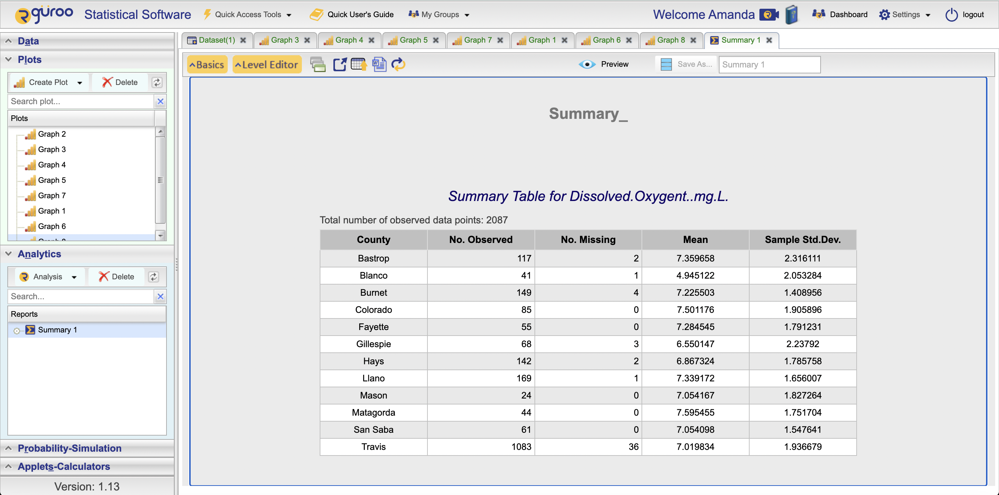 güroo Statistical Software Quick Access Tools Quick User's Guide My Groups Welcome Amanda Dashboard Settings logout
Data
Dataset(1) Graph 3 Graph 4 Graph 5 Graph 7 Graph 1 Graph 6 Graph 8 Summary 1
Plots
Basics Level Editor Preview Save As... Summary 1
Create Plot Delete
Search plot...
Plots
Graph 2
Graph 3
Graph 4
Graph 5
Graph 7
Graph 1
Graph 6
Analytics
Analysis Delete
Search...
Reports
Summary 1
Probability-Simulation
Applets-Calculators
Version: 1.13
Summary_
Summary Table for Dissolved.Oxygent..mg.L.
Total number of observed data points: 2087
County No. Observed No. Missing Mean Sample Std.Dev.
Bastrop 117 2 7.359658 2.316111
Blanco 41 1 4.945122 2.053284
Burnet 149 4 7.225503 1.408956
Colorado 85 0 7.501176 1.905896
Fayette 55 0 7.284545 1.791231
Gillespie 68 3 6.550147 2.23792
Hays 142 2 6.867324 1.785758
Llano 169 1 7.339172 1.656007
Mason 24 0 7.054167 1.827264
Matagorda 44 0 7.595455 1.751704
San Saba 61 0 7.054098 1.547641
Travis 1083 36 7.019834 1.936679